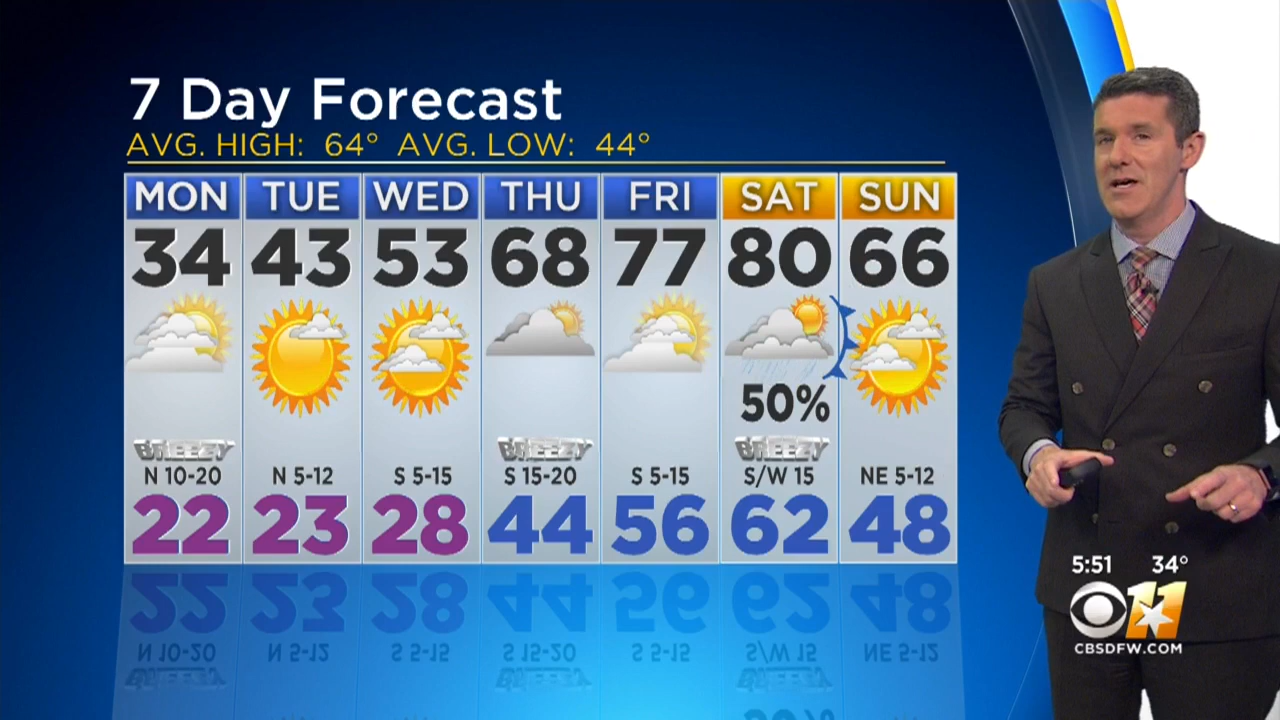 7 Day Forecast
AVG. HIGH: 64° AVG. LOW: 44°
MON TUE WED THU FRI SAT SUN
34 43 53 68 77 80 66
50%
BREEZY BREEZY BREEZY
N 10-20 N 5-12 S 5-15 S 15-20 S 5-15 S/W 15 NE 5-12
22 23 28 44 56 62 48
5:51 34°
11
CBSDFW.COM